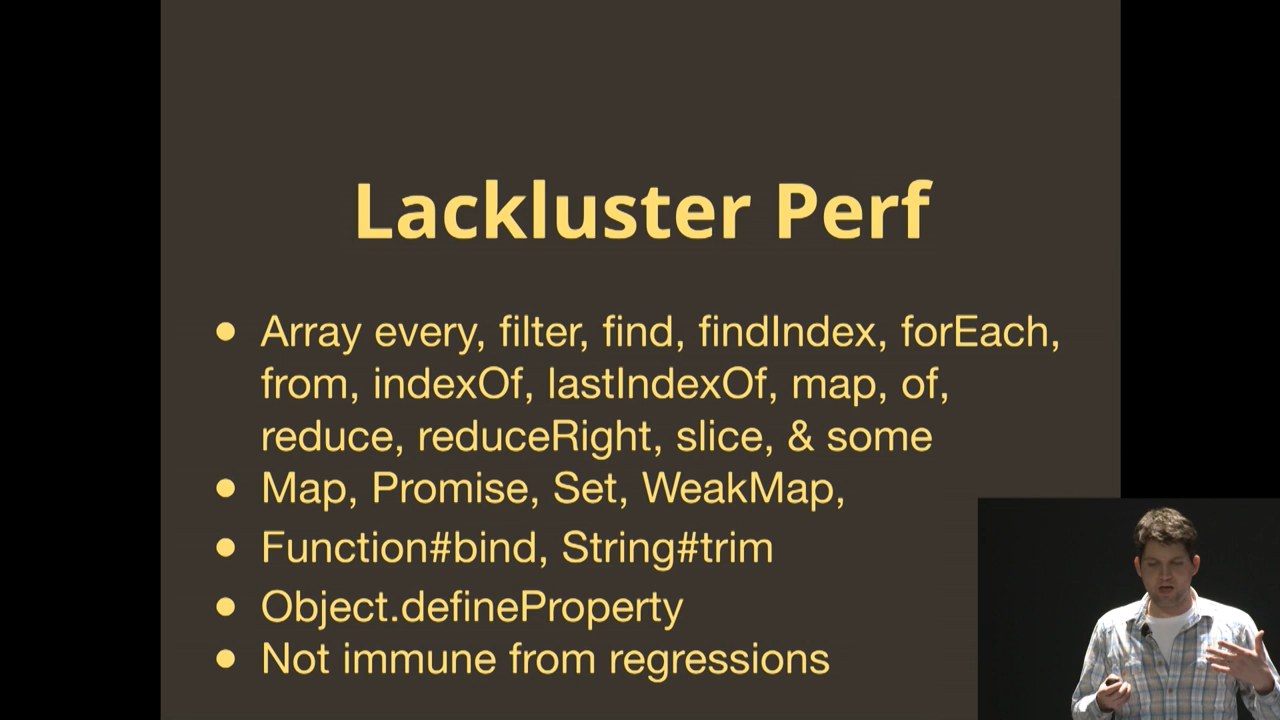 Lackluster Perf
● Array every, filter, find, findIndex, forEach,
from, indexOf, lastIndexOf, map, of,
reduce, reduceRight, slice, & some
● Map, Promise, Set, WeakMap,
● Function#bind, String#trim
● Object.defineProperty
● Not immune from regressions